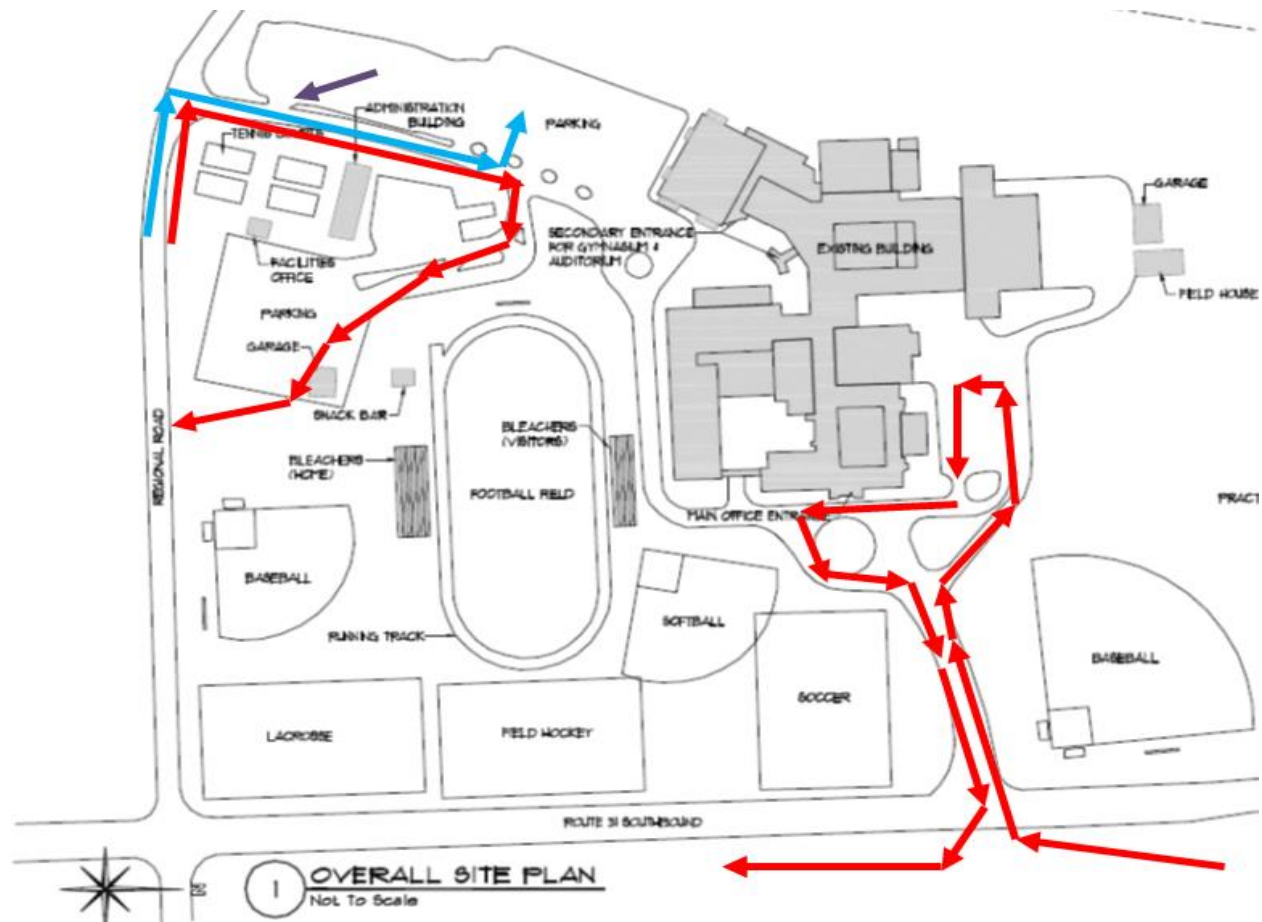 ADMINISTRATION
BUILDING
PARKING
TENNIS
GARAGE
SECONDARY ENTRANCE
FOR GYMNASIUM &
AUDITORIUM
EXISTING BUILDING
FACILITIES
OFFICE
FIELD HOUSE
PARKING
GARAGE
SNACK BAR
BLEACHERS
(VISITORS)
BLEACHERS
(HOME)
REGIONAL ROAD
FOOTBALL FIELD
MAIN OFFICE
PRACT
BASEBALL
SOFTBALL
RUNNING TRACK
BASEBALL
SOCCER
LACROSSE
FIELD HOCKEY
ROUTE 31 SOUTHBOUND
1 OVERALL SITE PLAN
Not To Scale